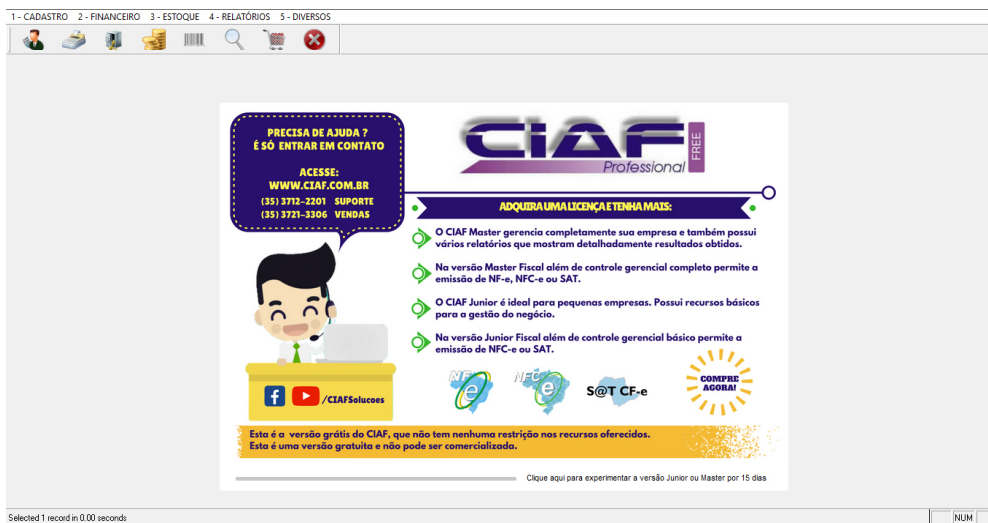 1 - CADASTRO 2 - FINANCEIRO 3 - ESTOQUE 4 - RELATÓRIOS 5 - DIVERSOS
PRECISA DE AJUDA ?
É SÓ ENTRAR EM CONTATO
ACESSE:
WWW.CIAF.COM.BR
(35) 3712-2201 SUPORTE
(35) 3721-3306 VENDAS
CIAF
FREE
Professional
ADQUIRA UMA LICENÇA E TENHA MAIS:
O CIAF Master gerencia completamente sua empresa e também possui
vários relatórios que mostram detalhadamente resultados obtidos.
Na versão Master Fiscal além de controle gerencial completo permite a
emissão de NF-e, NFC-e ou SAT.
O CIAF Junior é ideal para pequenas empresas. Possui recursos básicos
para a gestão do negócio.
Na versão Junior Fiscal além de controle gerencial básico permite a
emissão de NFC-e ou SAT.
NF e
NFC e
S@T CF-e
COMPRE
AGORA!
/CIAFSolucoes
Esta é a versão grátis do CIAF, que não tem nenhuma restrição nos recursos oferecidos.
Esta é uma versão gratuita e não pode ser comercializada.
Clique aqui para experimentar a versão Junior ou Master por 15 dias
Selected 1 record in 0.00 seconds
NUM